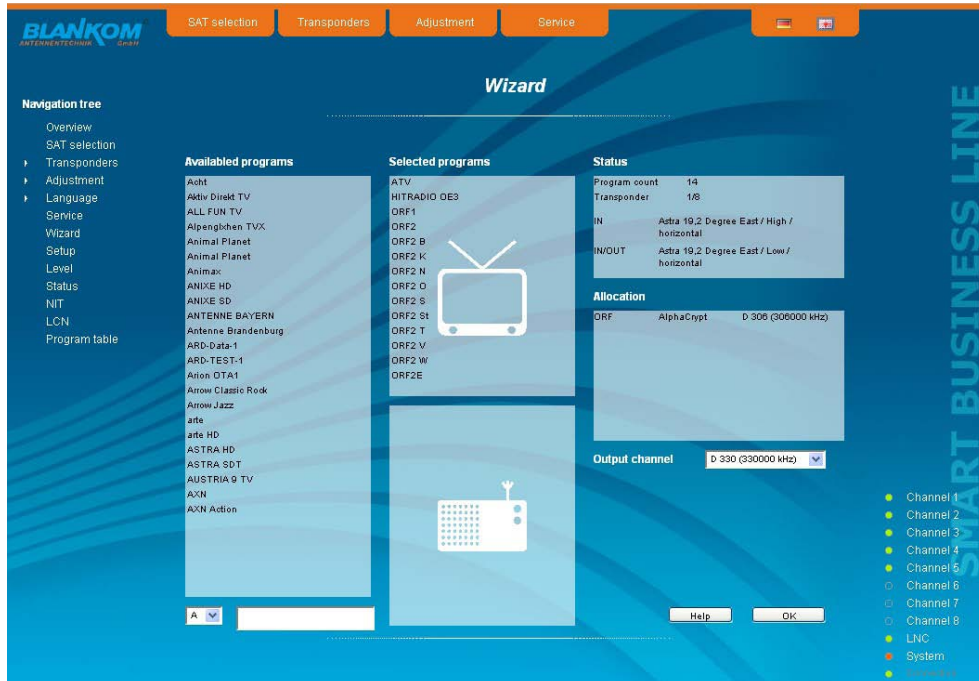 BLANKOM
ANTENNENTECHNIK GmbH
SAT selection
Transponders
Adjustment
Service
Wizard
Navigation tree
Overview
SAT selection
Transponders
Adjustment
Language
Service
Wizard
Setup
Level
Status
NIT
LCN
Program table
Availabled programs
Acht
Aktiv Direkt TV
ALL FUN TV
Alpenglxhen TVX
Animal Planet
Animal Planet
Animax
ANIXE HD
ANIXE SD
ANTENNE BAYERN
Antenne Brandenburg
ARD-Data-1
ARD-TEST-1
Arion OTA1
Arrow Classic Rock
Arrow Jazz
arte
arte HD
ASTRA HD
ASTRA SDT
AUSTRIA 9 TV
AXN
AXN Action
A
Selected programs
ATV
HITRADIO OE3
ORF1
ORF2
ORF2 B
ORF2 K
ORF2 N
ORF2 O
ORF2 S
ORF2 St
ORF2 T
ORF2 V
ORF2 W
ORF2E
Status
Program count 14
Transponder 1/8
IN Astra 19,2 Degree East / High /
horizontal
IN/OUT Astra 19,2 Degree East / Low /
horizontal
Allocation
ORF AlphaCrypt D 306 (306000 kHz)
Output channel D 330 (330000 kHz)
Help OK
SMART BUSINESS LINE
Channel 1
Channel 2
Channel 3
Channel 4
Channel 5
Channel 6
Channel 7
Channel 8
LNC
System